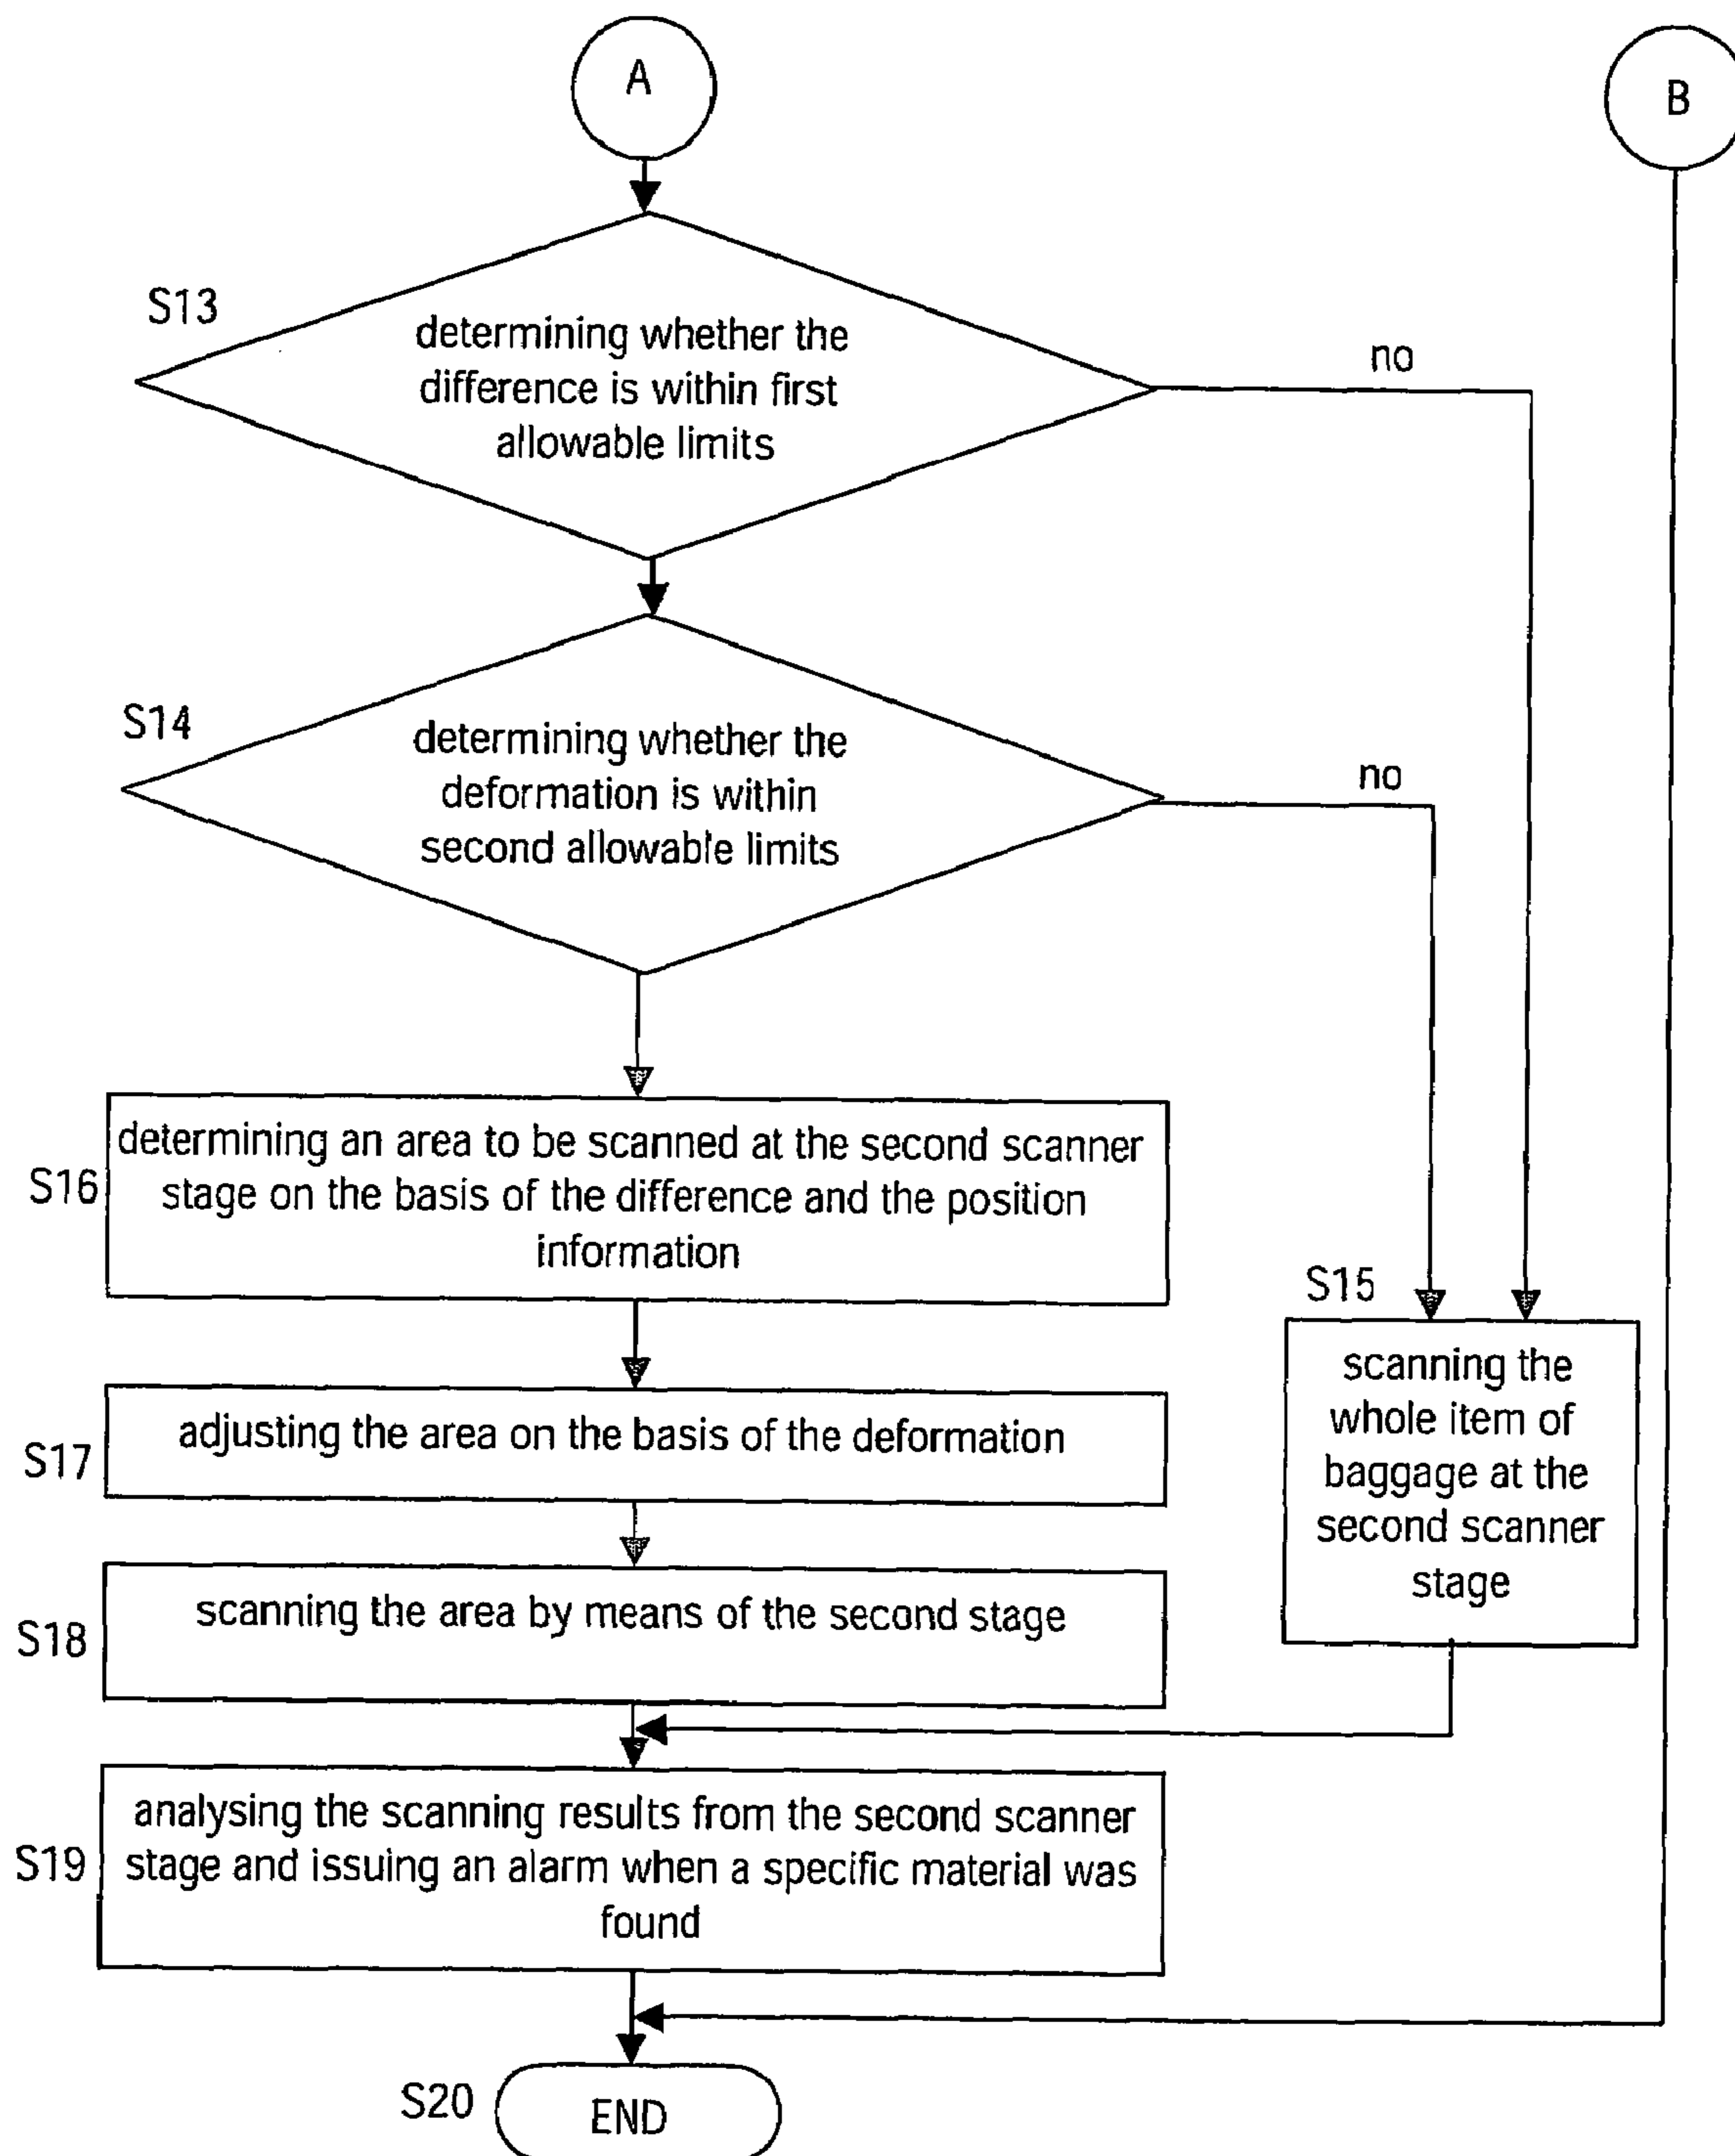 A
B
S13
determining whether the
difference is within first
allowable limits
no
S14
determining whether the
deformation is within
second allowable limits
no
S16
determining an area to be scanned at the second scanner
stage on the basis of the difference and the position
information
S15
scanning the
whole item of
baggage at the
second scanner
stage
S17
adjusting the area on the basis of the deformation
S18
scanning the area by means of the second stage
S19
analysing the scanning results from the second scanner
stage and issuing an alarm when a specific material was
found
S20
END